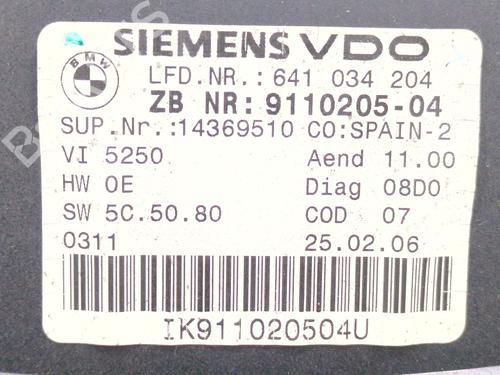 BMW SIEMENS VDO
LFD.NR.:641 034 204
ZB NR:9110205-04
SUP.Nr.:14369510 CO:SPAIN-2
VI 5250 Aend 11.00
HW 0E Diag 08D0
SW 5C.50.80 COD 07
0311 25.02.06
IK911020504U